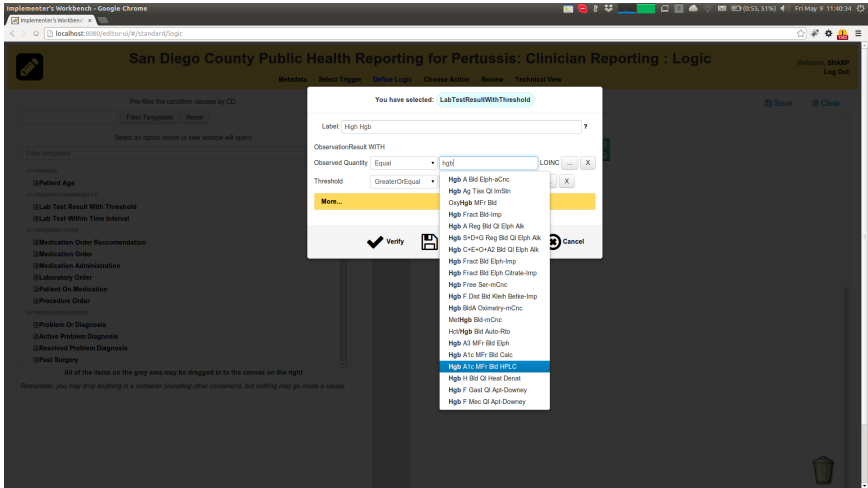 Implementer's Workbench - Google Chrome
(0:55, 51%) Fri May 9 11:40:34
Implementer's Workbenc x
localhost:8080/editor-ui/#/standard/logic
San Diego County Public Health Reporting for Pertussis: Clinician Reporting : Logic
Welcome, SHARP
Log Out
Metadata Select Trigger Define Logic Choose Action Review Technical View
Pre-filter the condition clauses by CD:
Save Clear
Filter Templates Reset
Select an option below (a new window will open)
Filter templates
Patient Age
Lab Test Result With Threshold
Lab Test Within Time Interval
Medication Order Reccomendation
Medication Order
Medication Administration
Laboratory Order
Patient On Medication
Procedure Order
Problem Or Diagnosis
Active Problem Diagnosis
Resolved Problem Diagnosis
Past Surgery
All of the items on the grey area may be dragged in to the canvas on the right
Remember, you may drop anything in a container (including other containers), but nothing may go inside a clause.
You have selected: LabTestResultWithThreshold
Label: High Hgb ?
ObservationResult WITH
Observed Quantity Equal hgb LOINC ... X
Threshold GreaterOrEqual X
More...
Verify Cancel
Hgb A Bld Elph-aCnc
Hgb Ag Tiss Ql ImStn
OxyHgb MFr Bld
Hgb Fract Bld-Imp
Hgb A Reg Bld Ql Elph Alk
Hgb S+D+G Reg Bld Ql Elph Alk
Hgb C+E+O+A2 Bld Ql Elph Alk
Hgb Fract Bld Elph-Imp
Hgb Fract Bld Elph Citrate-Imp
Hgb Free Ser-mCnc
Hgb F Dist Bld Kleih Betke-Imp
Hgb BldA Oximetry-mCnc
MetHgb Bld-mCnc
Hct/Hgb Bld Auto-Rto
Hgb A3 MFr Bld Elph
Hgb A1c MFr Bld Calc
Hgb A1c MFr Bld HPLC
Hgb H Bld Ql Heat Denat
Hgb F Gast Ql Apt-Downey
Hgb F Mec Ql Apt-Downey